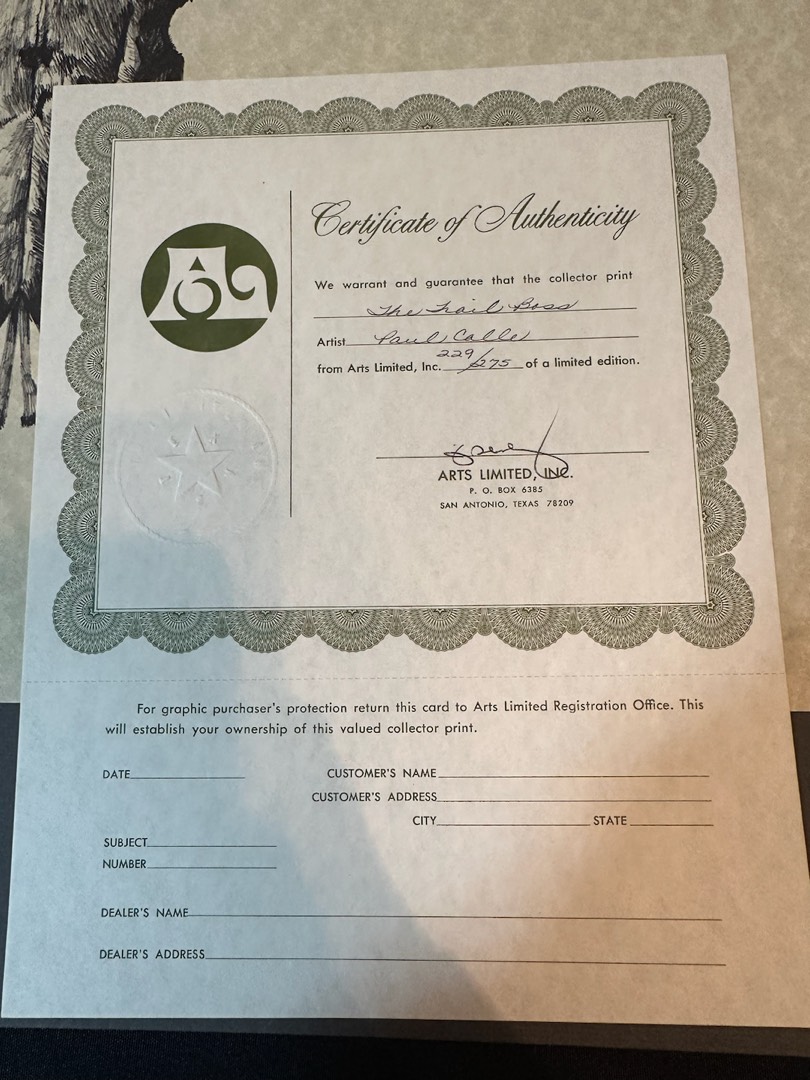 Certificate of Authenticity
We warrant and guarantee that the collector print
The Trail Boss
Artist Paul Calle
from Arts Limited, Inc. 229/275 of a limited edition.
ARTS LIMITED, INC.
P. O. BOX 6385
SAN ANTONIO, TEXAS 78209
For graphic purchaser's protection return this card to Arts Limited Registration Office. This
will establish your ownership of this valued collector print.
DATE CUSTOMER'S NAME
CUSTOMER'S ADDRESS
CITY STATE
SUBJECT
NUMBER
DEALER'S NAME
DEALER'S ADDRESS